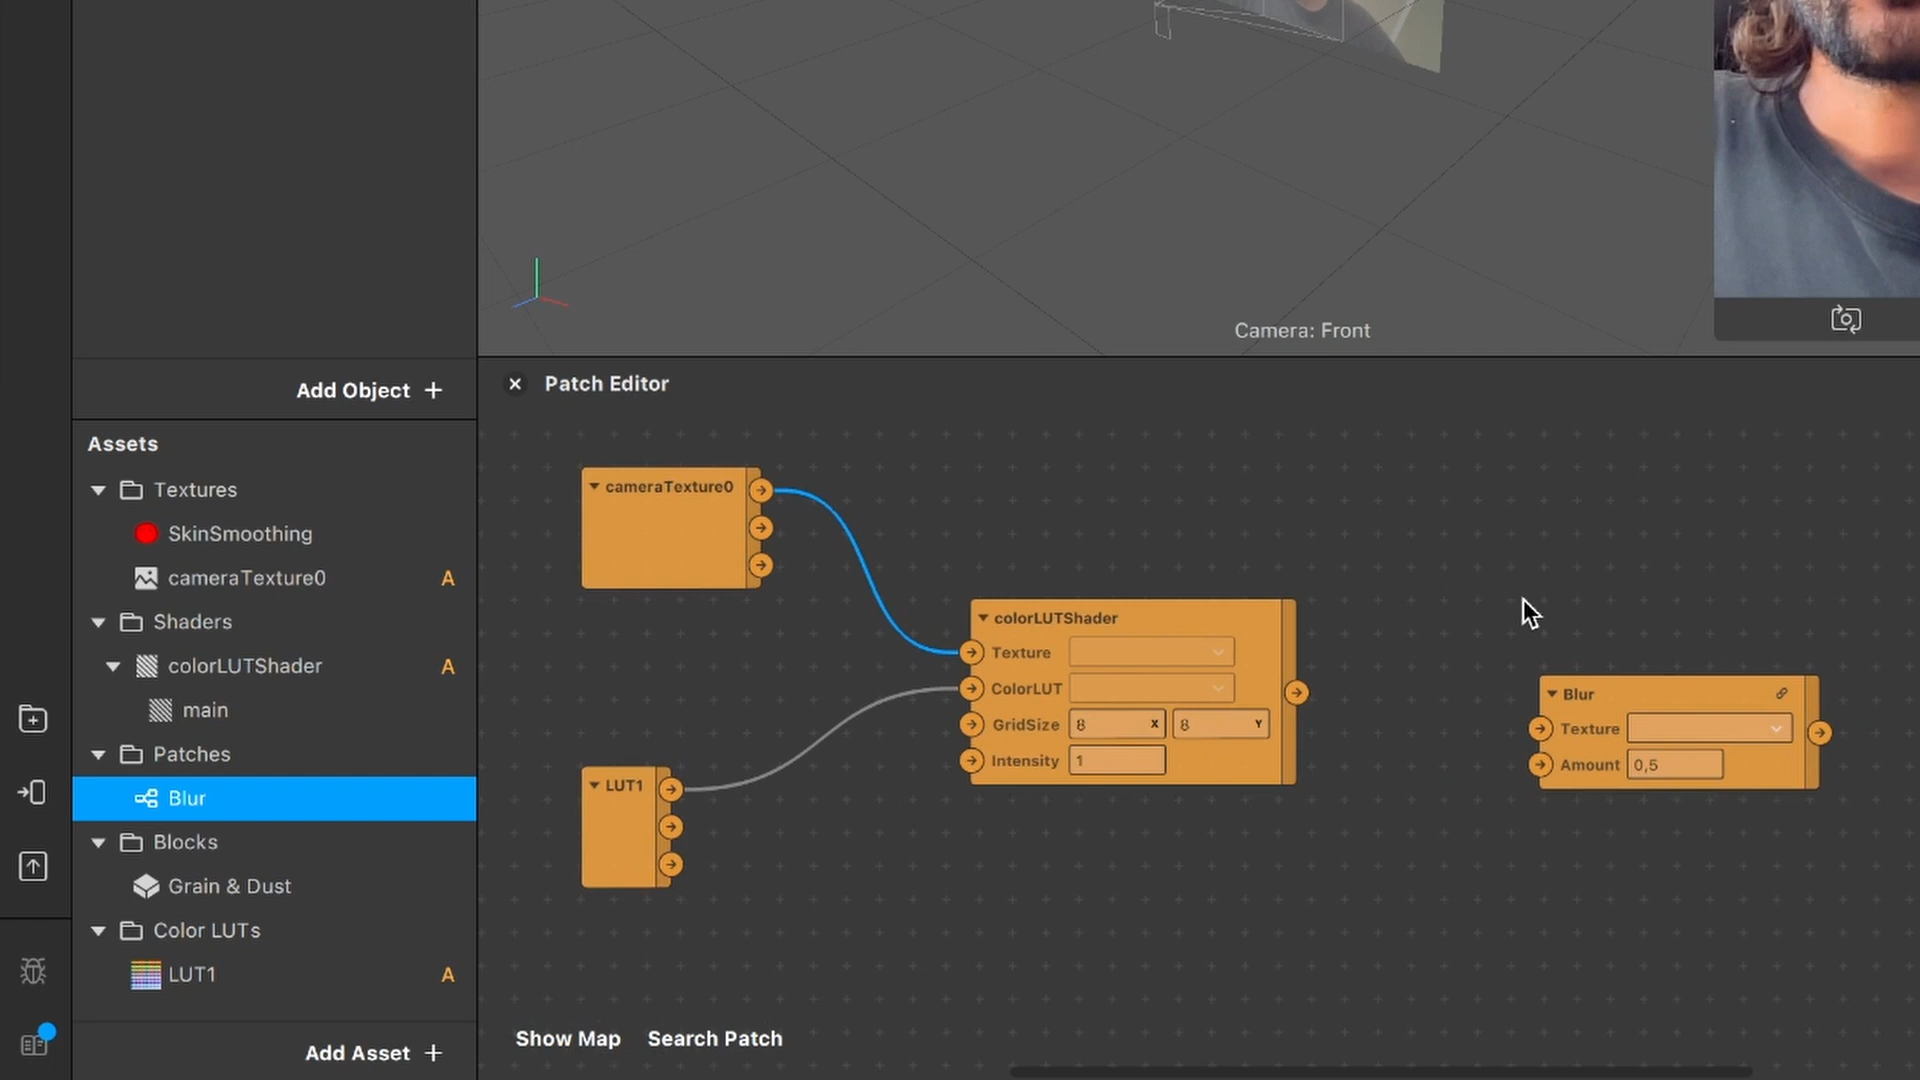 Camera: Front
Add Object +
Patch Editor
Assets
Textures
SkinSmoothing
cameraTexture0 A
Shaders
colorLUTShader A
main
Patches
Blur
Blocks
Grain & Dust
Color LUTs
LUT1 A
Add Asset +
cameraTexture0
LUT1
colorLUTShader
Texture
ColorLUT
GridSize 8 X 8 Y
Intensity 1
Blur
Texture
Amount 0,5
Show Map Search Patch